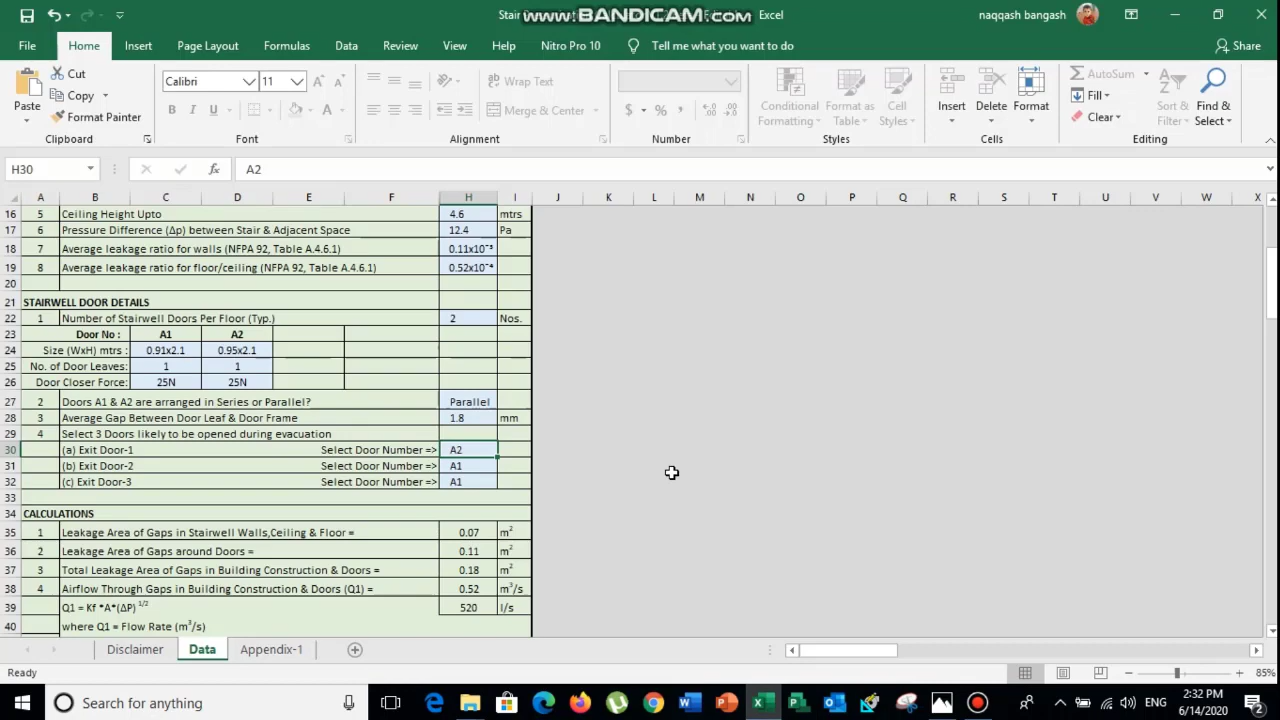 Stair
www.BANDICAM.com
Excel
naqqash bangash
File Home Insert Page Layout Formulas Data Review View Help Nitro Pro 10 Tell me what you want to do Share
Paste
Cut
Copy
Format Painter
Clipboard
Calibri 11
B I U
Font
Wrap Text
Merge & Center
Alignment
$ % ,
Number
Conditional Formatting
Format as Table
Cell Styles
Styles
Insert
Delete
Format
Cells
AutoSum
Fill
Clear
Sort & Filter
Find & Select
Editing
H30 fx A2
A B C D E F H I J K L M N O P Q R S T U V W X
16 5 Ceiling Height Upto 4.6 mtrs
17 6 Pressure Difference (Δp) between Stair & Adjacent Space 12.4 Pa
18 7 Average leakage ratio for walls (NFPA 92, Table A.4.6.1) 0.11x10⁻³
19 8 Average leakage ratio for floor/ceiling (NFPA 92, Table A.4.6.1) 0.52x10⁻⁴
20
21 STAIRWELL DOOR DETAILS
22 1 Number of Stairwell Doors Per Floor (Typ.) 2 Nos.
23 Door No : A1 A2
24 Size (WxH) mtrs : 0.91x2.1 0.95x2.1
25 No. of Door Leaves: 1 1
26 Door Closer Force: 25N 25N
27 2 Doors A1 & A2 are arranged in Series or Parallel? Parallel
28 3 Average Gap Between Door Leaf & Door Frame 1.8 mm
29 4 Select 3 Doors likely to be opened during evacuation
30 (a) Exit Door-1 Select Door Number => A2
31 (b) Exit Door-2 Select Door Number => A1
32 (c) Exit Door-3 Select Door Number => A1
33
34 CALCULATIONS
35 1 Leakage Area of Gaps in Stairwell Walls,Ceiling & Floor = 0.07 m²
36 2 Leakage Area of Gaps around Doors = 0.11 m²
37 3 Total Leakage Area of Gaps in Building Construction & Doors = 0.18 m²
38 4 Airflow Through Gaps in Building Construction & Doors (Q1) = 0.52 m³/s
39 Q1 = Kf *A*(ΔP) ¹/² 520 l/s
40 where Q1 = Flow Rate (m³/s)
Disclaimer Data Appendix-1
Ready 85%
Search for anything
ENG
2:32 PM
6/14/2020
2